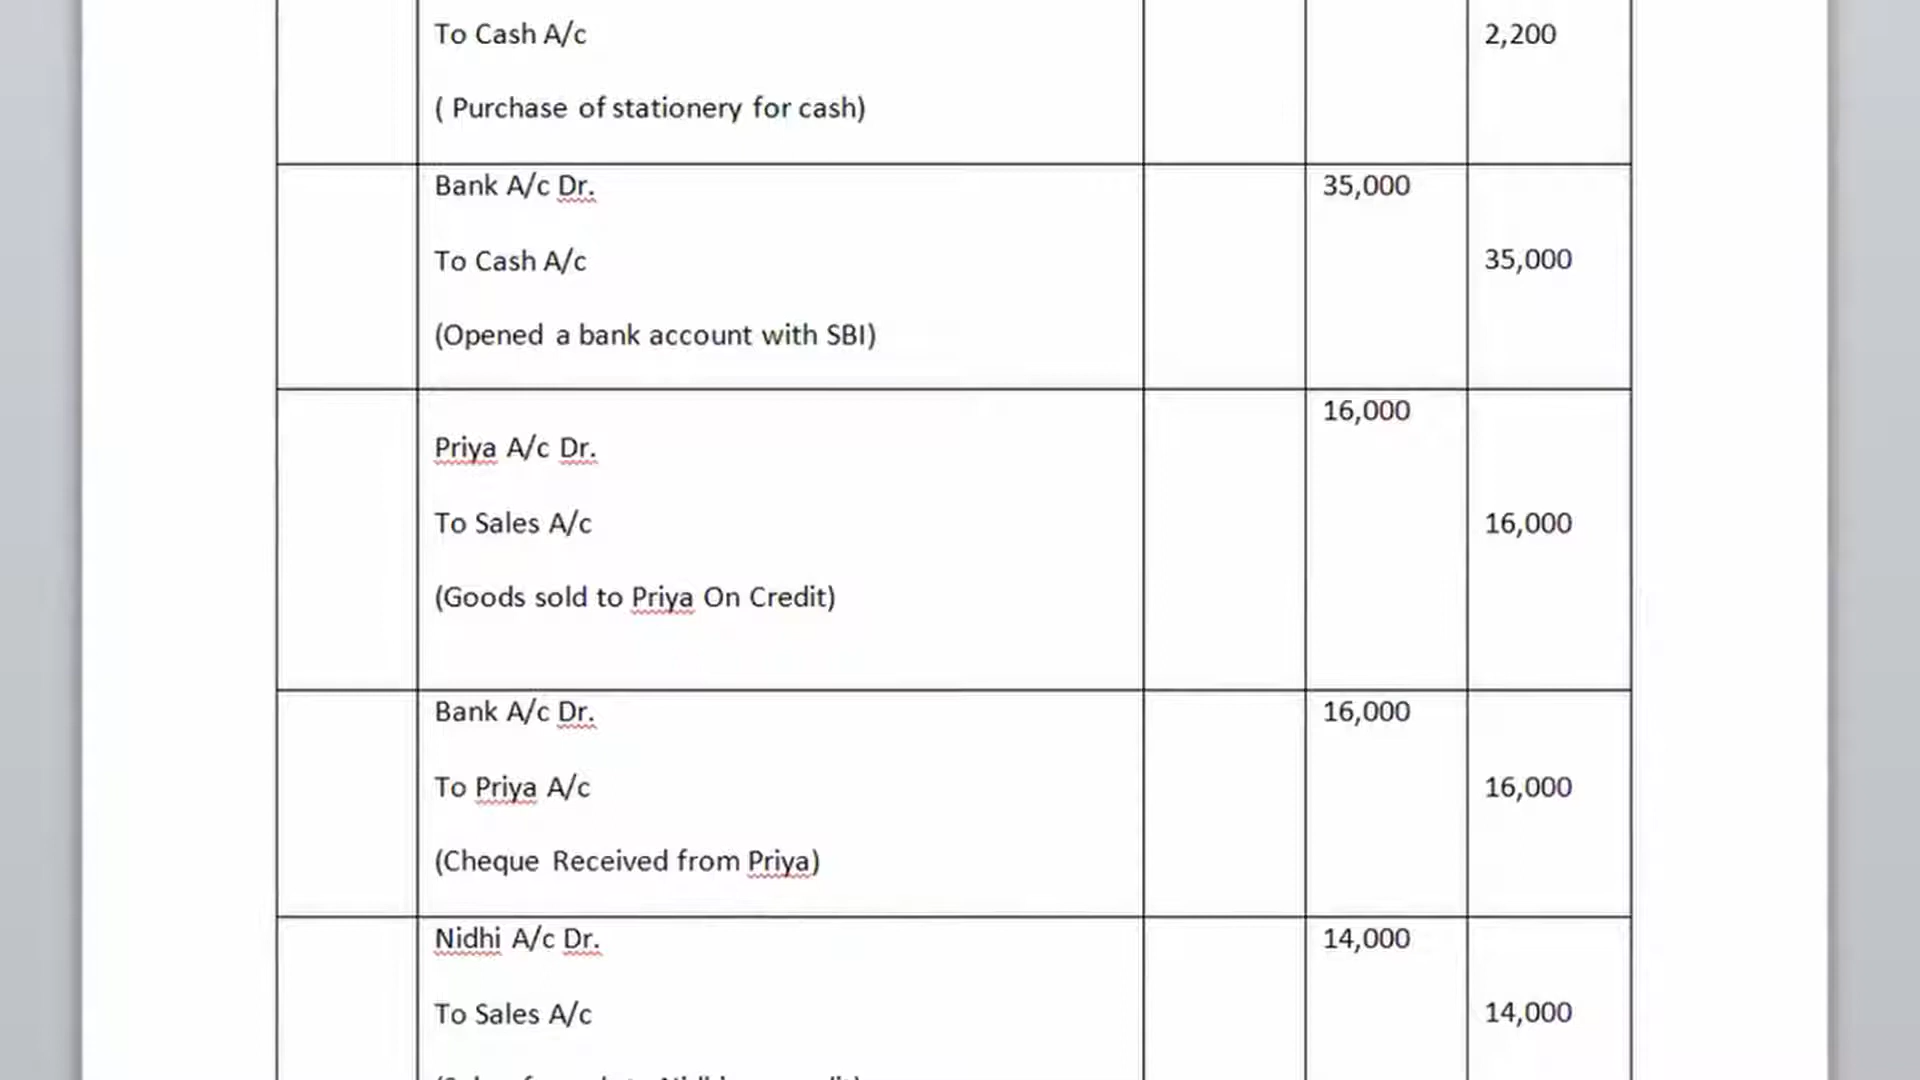 To Cash A/c 2,200
( Purchase of stationery for cash)
Bank A/c Dr. 35,000
To Cash A/c 35,000
(Opened a bank account with SBI)
16,000
Priya A/c Dr.
To Sales A/c 16,000
(Goods sold to Priya On Credit)
Bank A/c Dr. 16,000
To Priya A/c 16,000
(Cheque Received from Priya)
Nidhi A/c Dr. 14,000
To Sales A/c 14,000